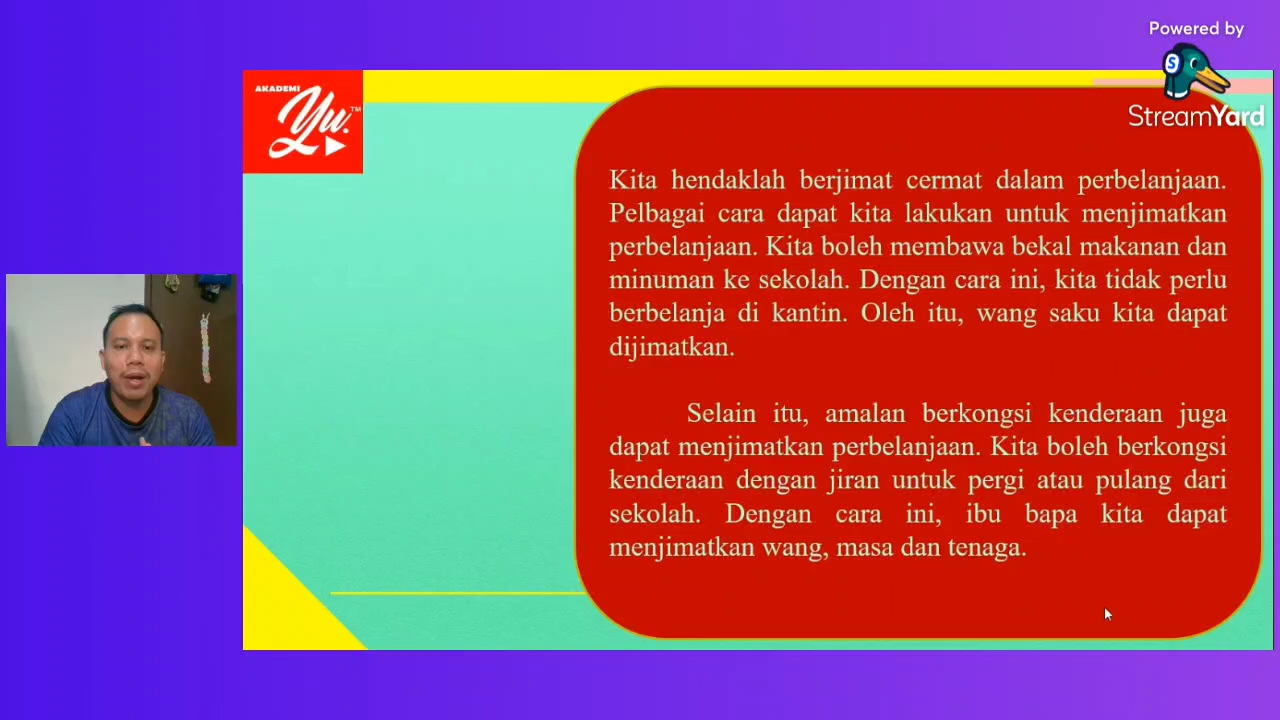 Powered by
StreamYard
AKADEMI
Yu.
TM
Kita hendaklah berjimat cermat dalam perbelanjaan.
Pelbagai cara dapat kita lakukan untuk menjimatkan
perbelanjaan. Kita boleh membawa bekal makanan dan
minuman ke sekolah. Dengan cara ini, kita tidak perlu
berbelanja di kantin. Oleh itu, wang saku kita dapat
dijimatkan.
Selain itu, amalan berkongsi kenderaan juga
dapat menjimatkan perbelanjaan. Kita boleh berkongsi
kenderaan dengan jiran untuk pergi atau pulang dari
sekolah. Dengan cara ini, ibu bapa kita dapat
menjimatkan wang, masa dan tenaga.